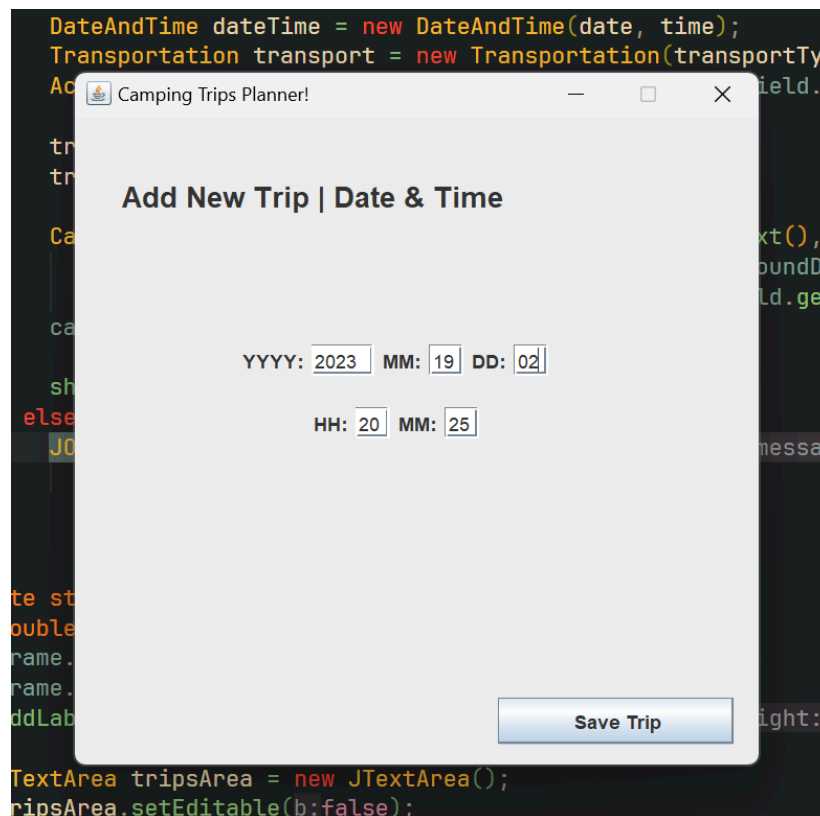 DateAndTime dateTime = new DateAndTime(date, time);
Transportation transport = new Transportation(transportTy
Ac
ield.
Camping Trips Planner!
tr
tr
Add New Trip | Date & Time
Ca
xt(),
oundD
ld.ge
ca
YYYY: 2023 MM: 19 DD: 02
sh
else
HH: 20 MM: 25
JO
messa
te st
ouble
rame.
rame.
ddLab
ight:
Save Trip
TextArea tripsArea = new JTextArea();
ripsArea.setEditable(b:false);